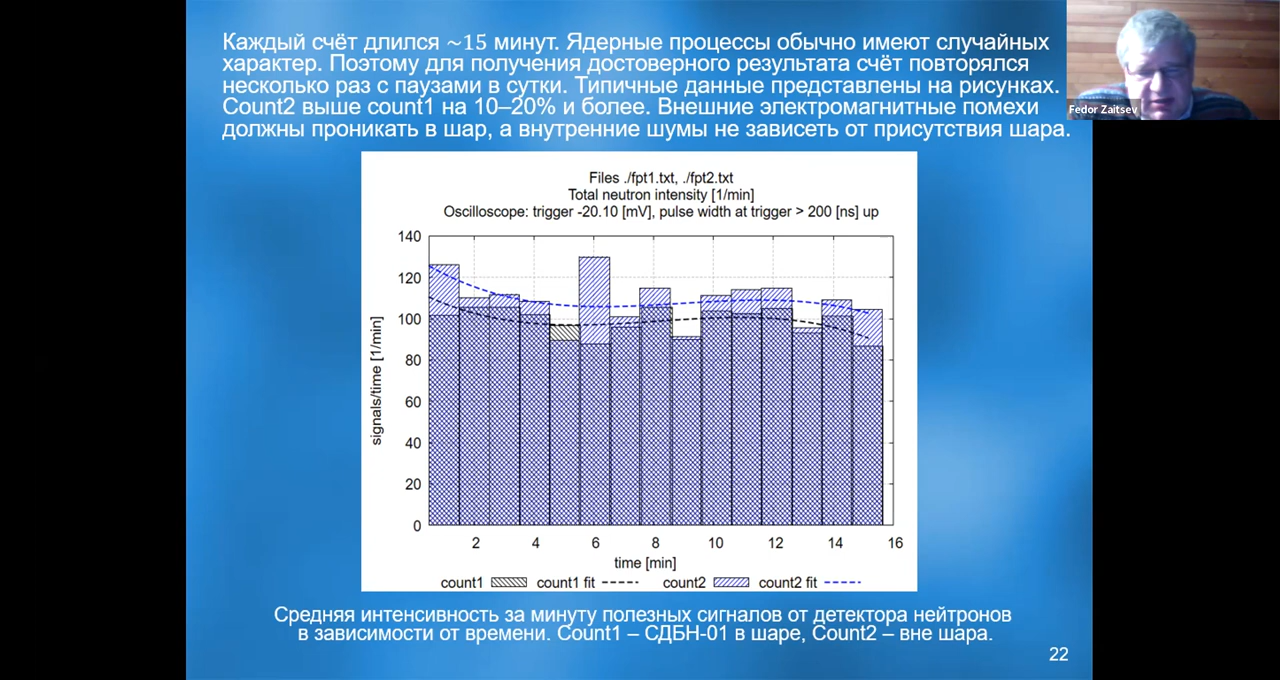 Каждый счёт длился ~15 минут. Ядерные процессы обычно имеют случайных
характер. Поэтому для получения достоверного результата счёт повторялся
несколько раз с паузами в сутки. Типичные данные представлены на рисунках.
Count2 выше count1 на 10–20% и более. Внешние электромагнитные помехи
должны проникать в шар, а внутренние шумы не зависеть от присутствия шара.
Fedor Zaitsev
Files ./fpt1.txt, ./fpt2.txt
Total neutron intensity [1/min]
Oscilloscope: trigger -20.10 [mV], pulse width at trigger > 200 [ns] up
140
120
100
80
60
40
20
0
signals/time [1/min]
2 4 6 8 10 12 14 16
time [min]
count1 count1 fit count2 count2 fit
Средняя интенсивность за минуту полезных сигналов от детектора нейтронов
в зависимости от времени. Count1 – СДБН-01 в шаре, Count2 – вне шара.
22